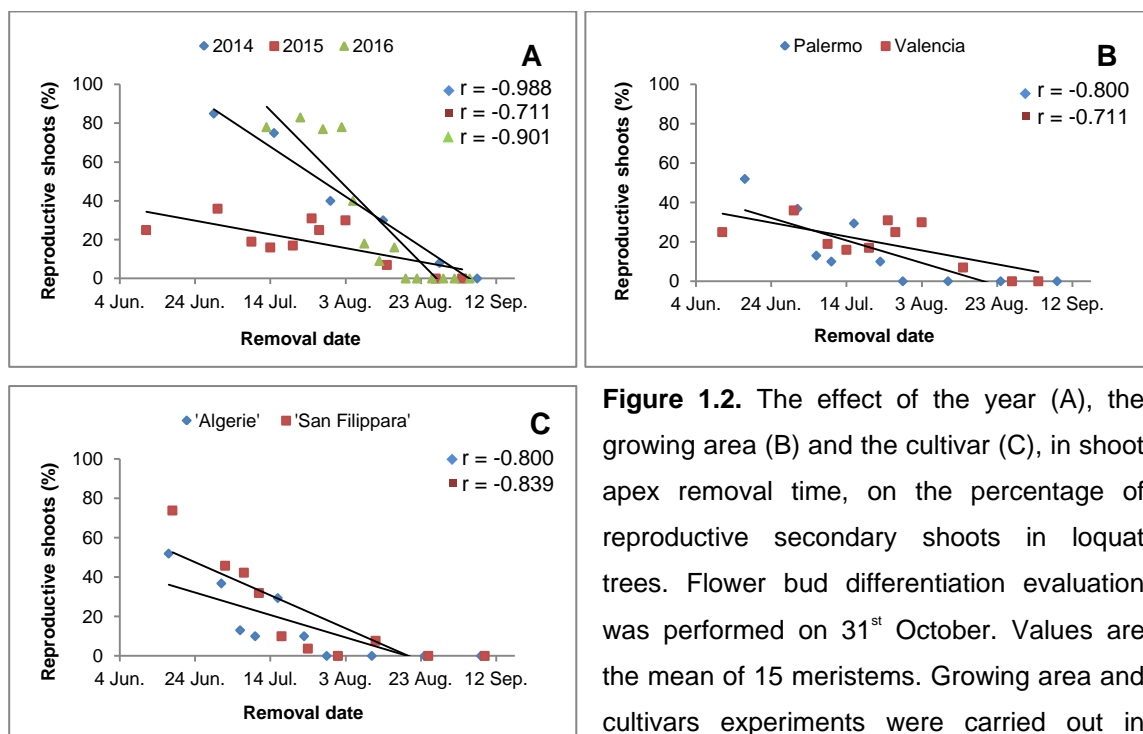 2014 2015 2016
A
r = -0.988
r = -0.711
r = -0.901
Reproductive shoots (%)
100
80
60
40
20
0
4 Jun. 24 Jun. 14 Jul. 3 Aug. 23 Aug. 12 Sep.
Removal date
Palermo Valencia
B
r = -0.800
r = -0.711
Reproductive shoots (%)
100
80
60
40
20
0
4 Jun. 24 Jun. 14 Jul. 3 Aug. 23 Aug. 12 Sep.
Removal date
'Algerie' 'San Filippara'
C
r = -0.800
r = -0.839
Reproductive shoots (%)
100
80
60
40
20
0
4 Jun. 24 Jun. 14 Jul. 3 Aug. 23 Aug. 12 Sep.
Removal date
Figure 1.2. The effect of the year (A), the
growing area (B) and the cultivar (C), in shoot
apex removal time, on the percentage of
reproductive secondary shoots in loquat
trees. Flower bud differentiation evaluation
was performed on 31st October. Values are
the mean of 15 meristems. Growing area and
cultivars experiments were carried out in